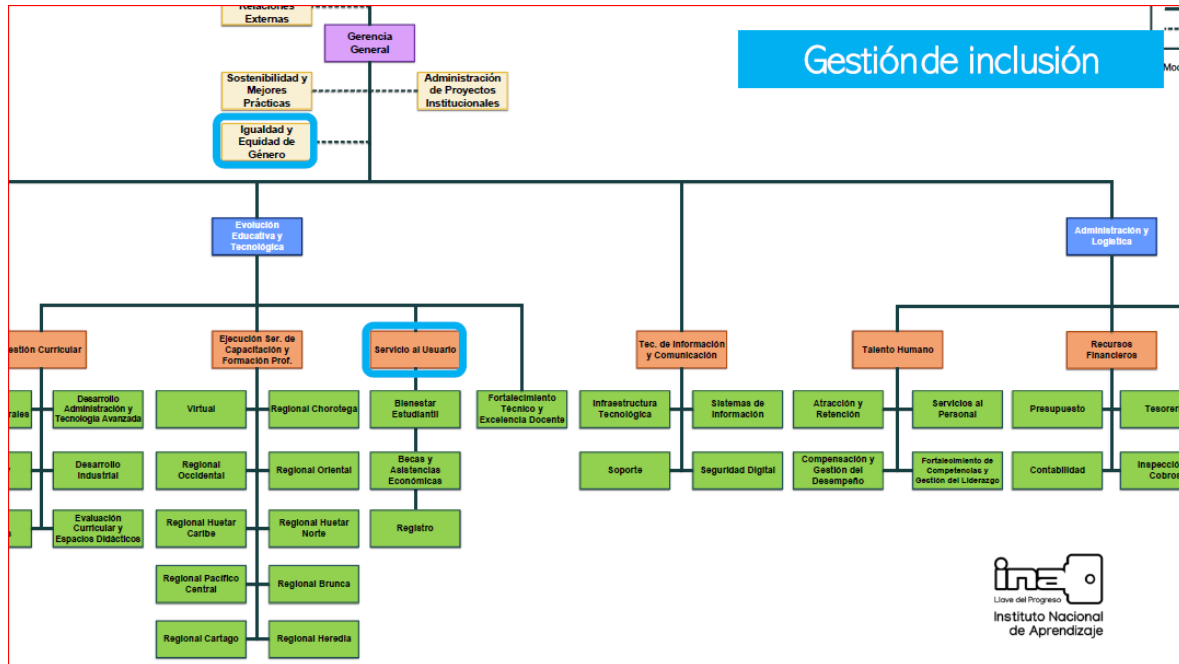 Relaciones
Externas
Gerencia
General
Gestión de inclusión
Sostenibilidad y
Mejores
Prácticas
Administración
de Proyectos
Institucionales
Igualdad y
Equidad de
Género
Evolución
Educativa y
Tecnológica
Administración y
Logística
Gestión Curricular
Ejecución Ser. de
Capacitación y
Formación Prof.
Servicio al Usuario
Tec. de Información
y Comunicación
Talento Humano
Recursos
Financieros
Desarrollo
Administración y
Tecnología Avanzada
Virtual
Regional Chorotega
Bienestar
Estudiantil
Fortalecimiento
Técnico y
Excelencia Docente
Infraestructura
Tecnológica
Sistemas de
Información
Atracción y
Retención
Servicios al
Personal
Presupuesto
Desarrollo
Industrial
Regional
Occidental
Regional Oriental
Becas y
Asistencias
Económicas
Soporte
Seguridad Digital
Compensación y
Gestión del
Desempeño
Fortalecimiento de
Competencias y
Gestión del Liderazgo
Contabilidad
Inspección
Cobros
Evaluación
Curricular y
Espacios Didácticos
Regional Huetar
Caribe
Regional Huetar
Norte
Registro
Regional Pacífico
Central
Regional Brunca
Regional Cartago
Regional Heredia
ina
Llave del Progreso
Instituto Nacional
de Aprendizaje